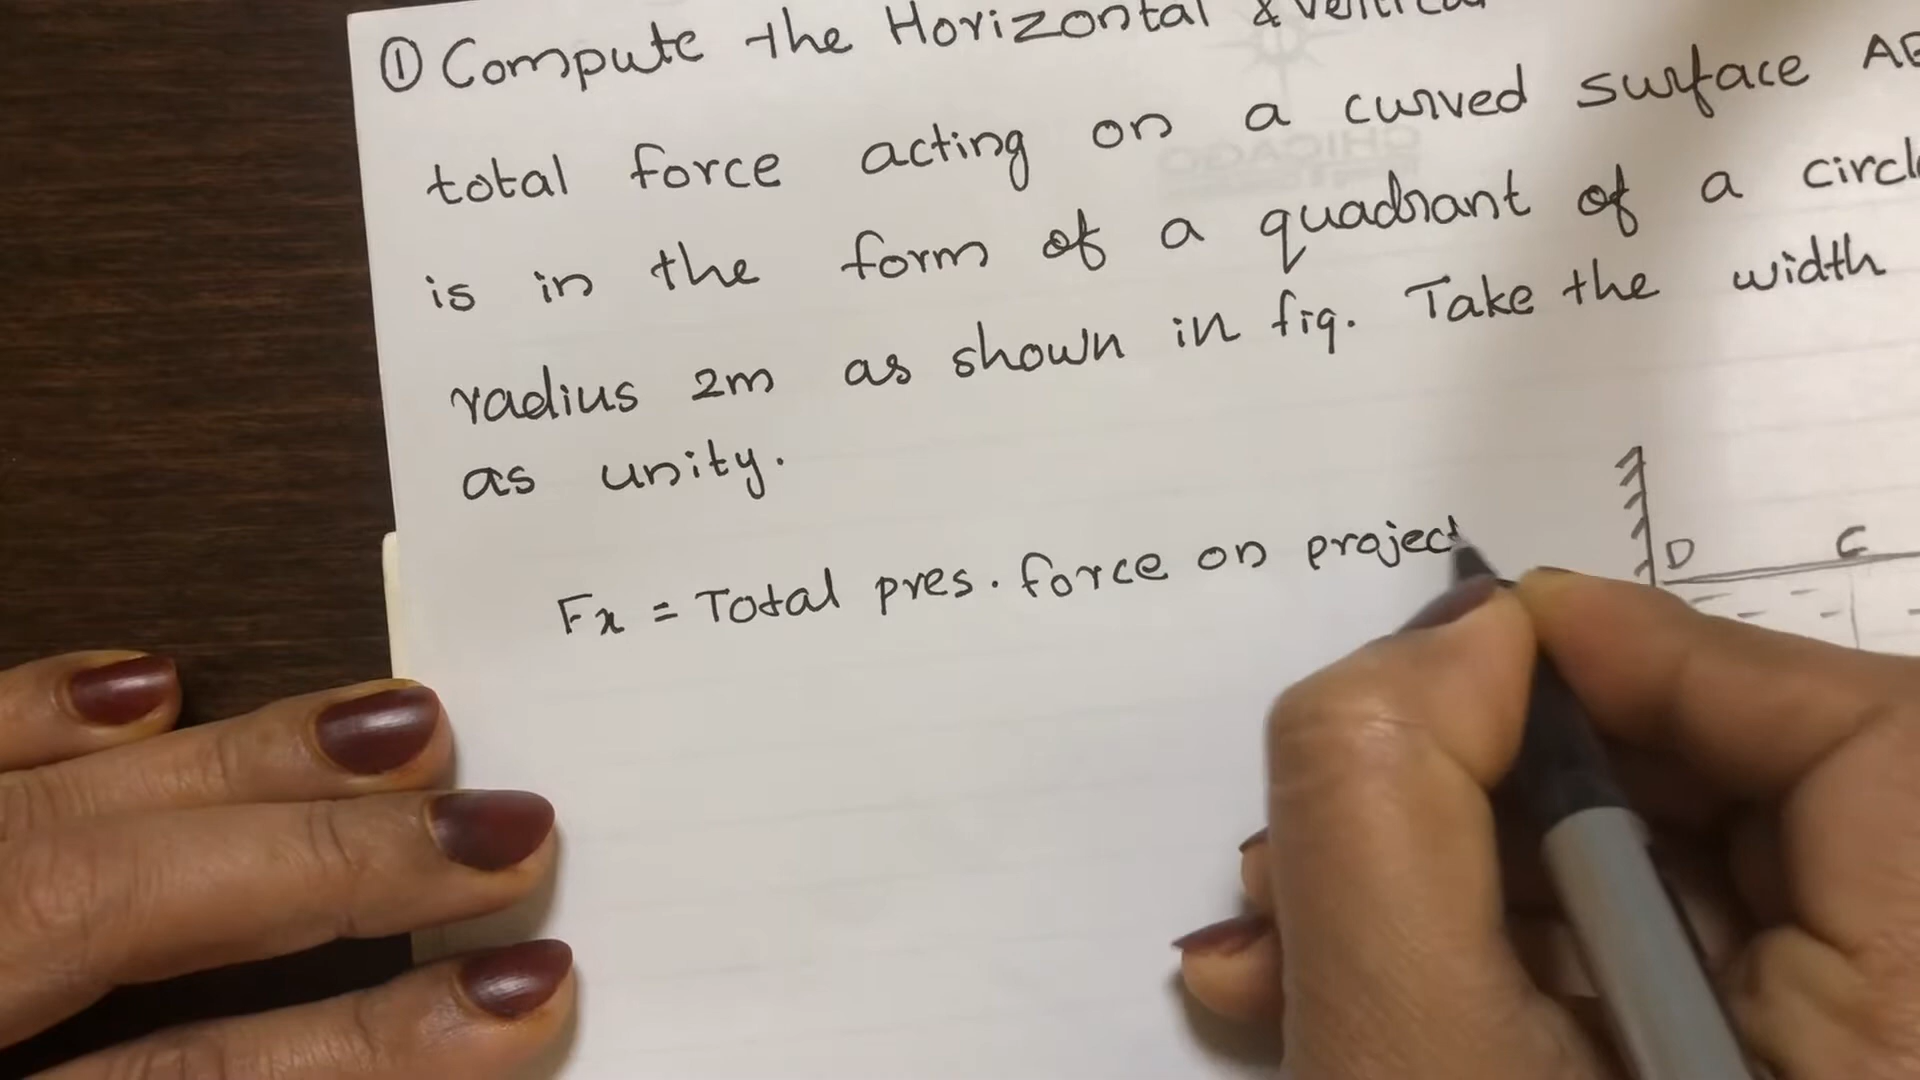 ① Compute the Horizontal &
total force acting on a curved surface
is in the form of a quadrant of a
radius 2m as shown in fig. Take the width
as unity.
D C
Fx = Total pres. force on project